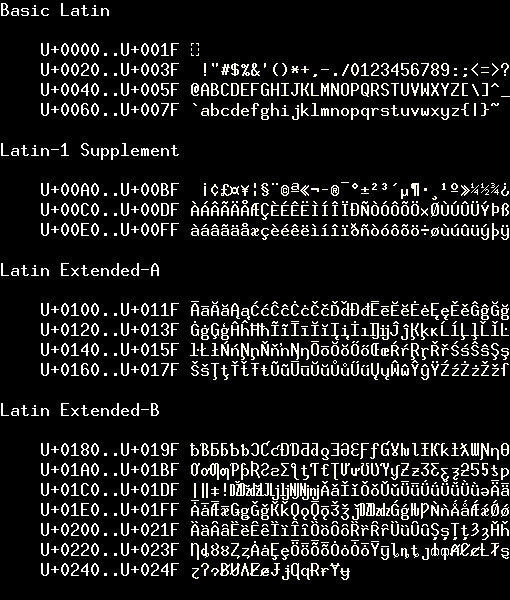 Basic Latin
U+0000..U+001F
U+0020..U+003F !"#$%&'()*+,-./0123456789:;<=>?
U+0040..U+005F @ABCDEFGHIJKLMNOPQRSTUVWXYZ[\]^_
U+0060..U+007F `abcdefghijklmnopqrstuvwxyz{|}~
Latin-1 Supplement
U+00A0..U+00BF ¡¢£¤¥¦§¨©ª«¬-®¯°±²³´µ¶·¸¹º»¼½¾¿
U+00C0..U+00DF ÀÁÂÃÄÅÆÇÈÉÊËÌÍÎÏÐÑÒÓÔÕÖ×ØÙÚÛÜÝÞß
U+00E0..U+00FF àáâãäåæçèéêëìíîïðñòóôõö÷øùúûüýþÿ
Latin Extended-A
U+0100..U+011F ĀāĂăĄąĆćĈĉĊċČčĎďĐđĒēĔĕĖėĘęĚěĜĝĞğ
U+0120..U+013F ĠġĢģĤĥĦħĨĩĪīĬĭĮįİıĲĳĴĵĶķĸĹĺĻļĽľĿ
U+0140..U+015F ŀŁłŃńŅņŇňŉŊŋŌōŎŏŐőŒœŔŕŖŗŘřŚśŜŝŞş
U+0160..U+017F ŠšŢţŤťŦŧŨũŪūŬŭŮůŰűŲųŴŵŶŷŸŹźŻżŽžſ
Latin Extended-B
U+0180..U+019F ƀƁƂƃƄƅƆƇƈƉƊƋƌƍƎƏƐƑƒƓƔƕƖƗƘƙƚƛƜƝƞƟ
U+01A0..U+01BF ƠơƢƣƤƥƦƧƨƩƪƫƬƭƮƯưƱƲƳƴƵƶƷƸƹƺƻƼƽƾƿ
U+01C0..U+01DF ǀǁǂǃǄǅǆǇǈǉǊǋǌǍǎǏǐǑǒǓǔǕǖǗǘǙǚǛǜǝǞǟ
U+01E0..U+01FF ǠǡǢǣǤǥǦǧǨǩǪǫǬǭǮǯǰǱǲǳǴǵǶǷǸǹǺǻǼǽǾǿ
U+0200..U+021F ȀȁȂȃȄȅȆȇȈȉȊȋȌȍȎȏȐȑȒȓȔȕȖȗȘșȚțȜȝȞȟ
U+0220..U+023F ȠȡȢȣȤȥȦȧȨȩȪȫȬȭȮȯȰȱȲȳȴȵȶȷȸȹȺȻȼȽȾȿ
U+0240..U+024F ɀɁɂɃɄɅɆɇɈɉɊɋɌɍɎɏ